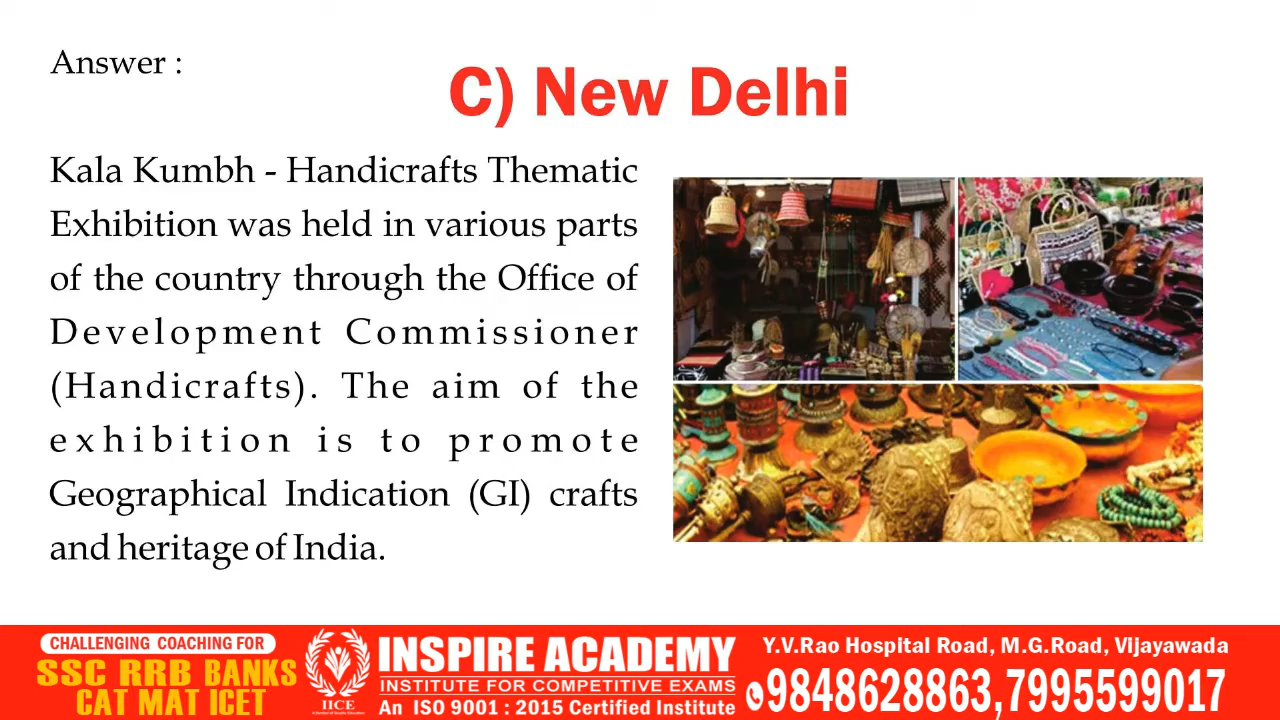 Answer :
C) New Delhi
Kala Kumbh - Handicrafts Thematic
Exhibition was held in various parts
of the country through the Office of
Development Commissioner
(Handicrafts). The aim of the
exhibition is to promote
Geographical Indication (GI) crafts
and heritage of India.
CHALLENGING COACHING FOR
SSC RRB BANKS
CAT MAT ICET
IICE
INSPIRE ACADEMY
INSTITUTE FOR COMPETITIVE EXAMS
An ISO 9001 : 2015 Certified Institute
Y.V.Rao Hospital Road, M.G.Road, Vijayawada
9848628863,7995599017